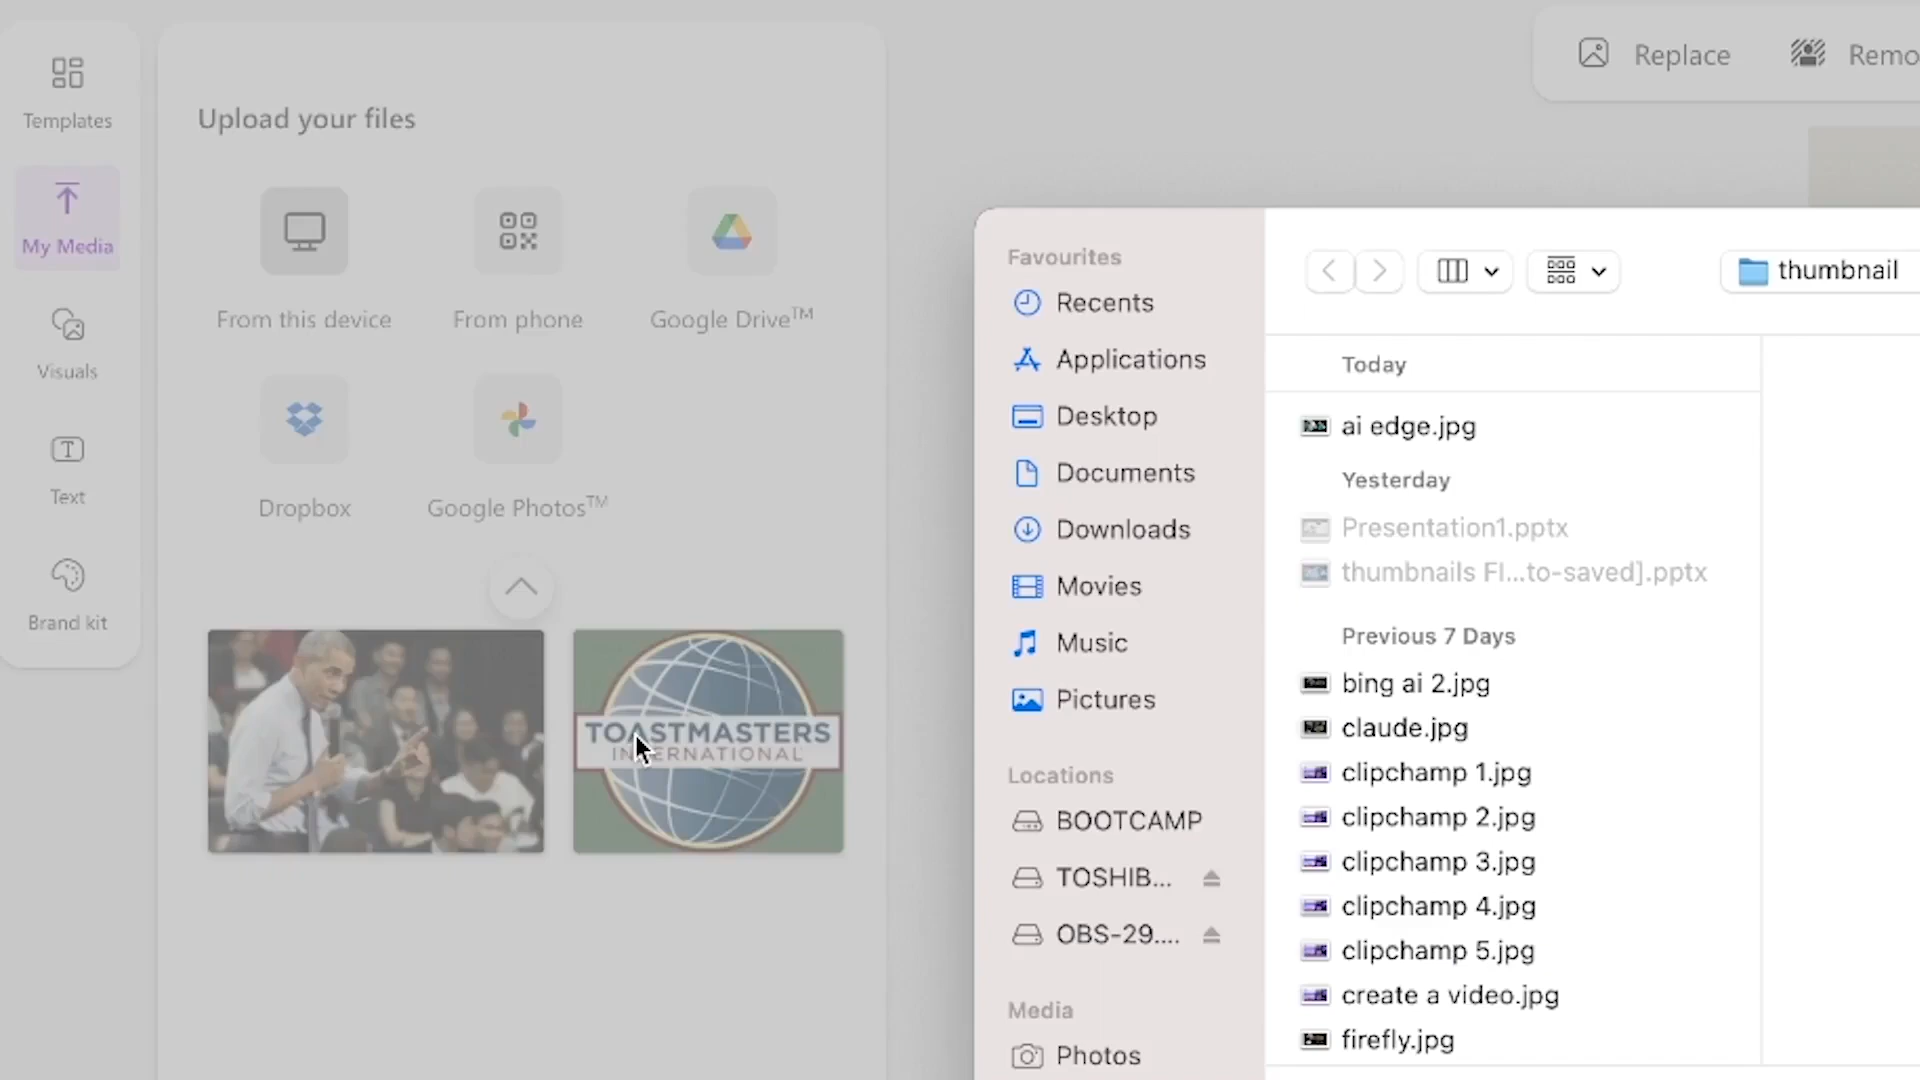 Templates
My Media
Visuals
Text
Brand kit
Upload your files
From this device
From phone
Google Drive™
Dropbox
Google Photos™
TOASTMASTERS
INTERNATIONAL
Replace
Remo
Favourites
Recents
Applications
Desktop
Documents
Downloads
Movies
Music
Pictures
Locations
BOOTCAMP
TOSHIB...
OBS-29....
Media
Photos
thumbnail
Today
ai edge.jpg
Yesterday
Presentation1.pptx
thumbnails FI...to-saved].pptx
Previous 7 Days
bing ai 2.jpg
claude.jpg
clipchamp 1.jpg
clipchamp 2.jpg
clipchamp 3.jpg
clipchamp 4.jpg
clipchamp 5.jpg
create a video.jpg
firefly.jpg